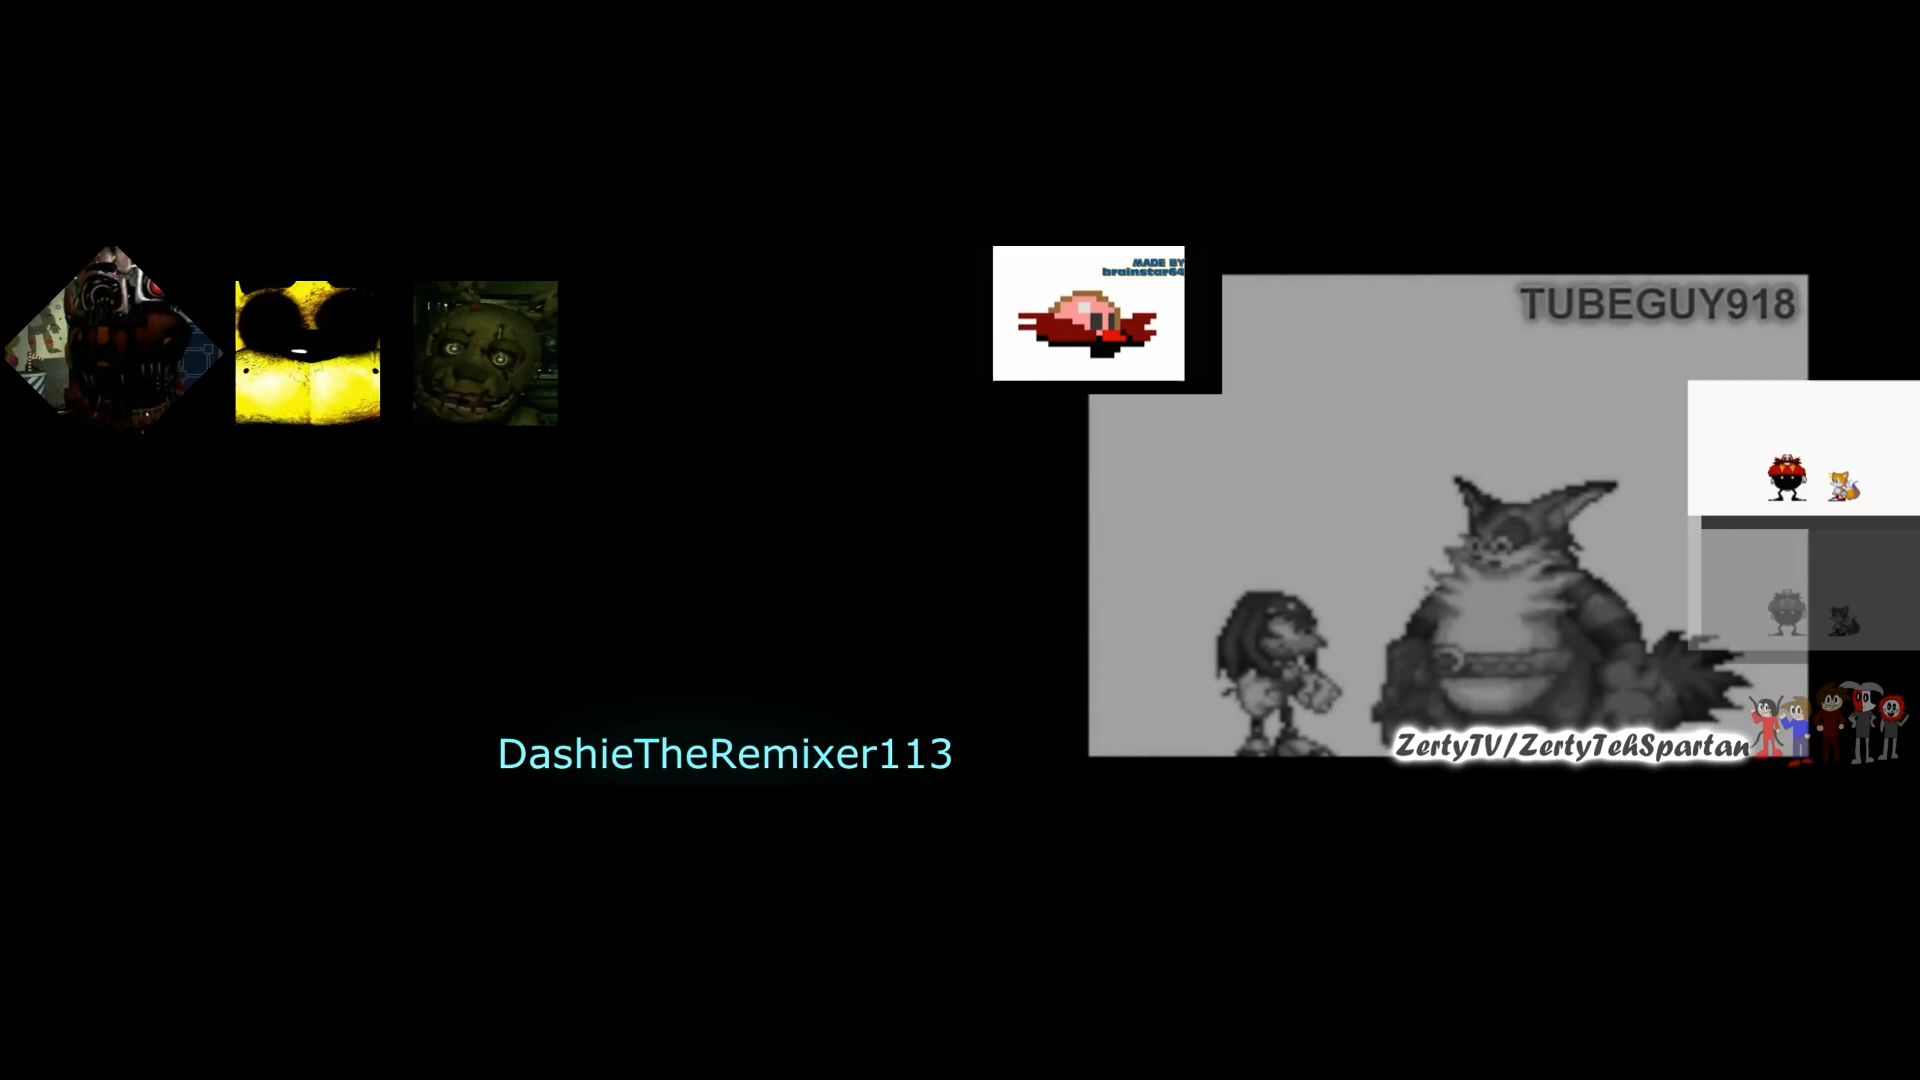 MADE BY
brainstar64
TUBEGUY918
ZertyTV/ZertyTehSpartan
DashieTheRemixer113